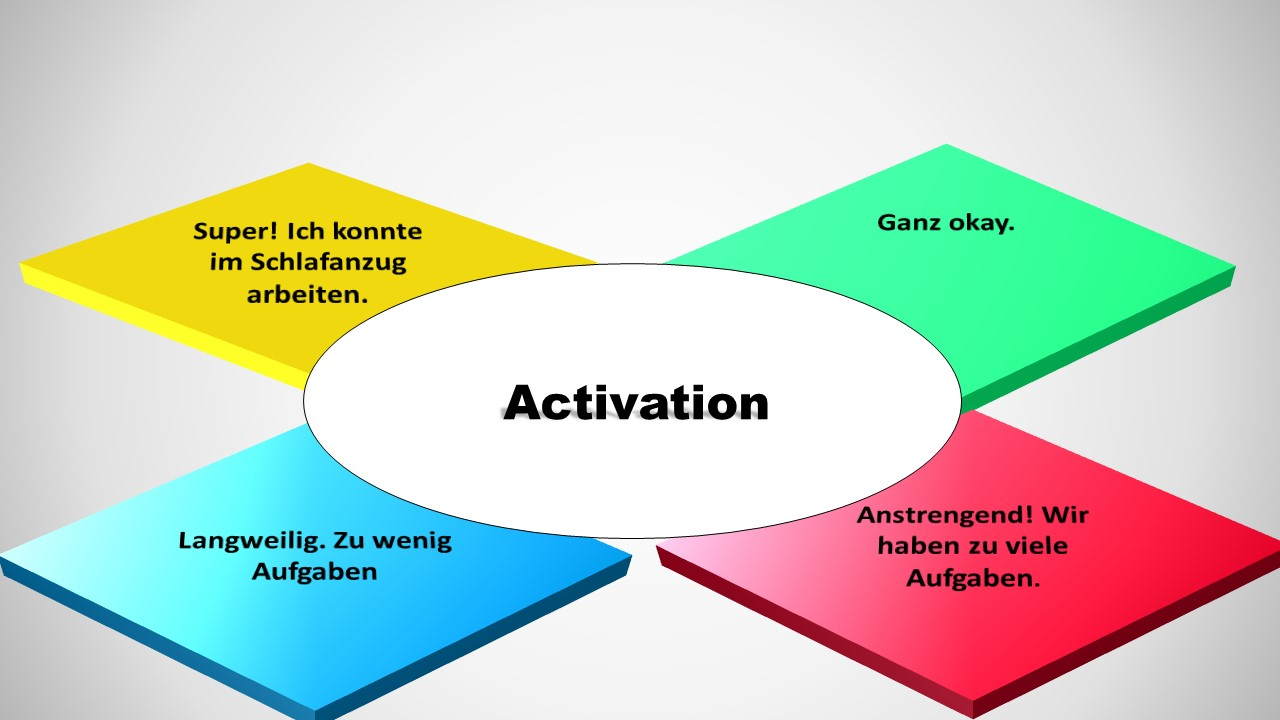 Super! Ich konnte
im Schlafanzug
arbeiten.
Ganz okay.
Activation
Langweilig. Zu wenig
Aufgaben
Anstrengend! Wir
haben zu viele
Aufgaben.